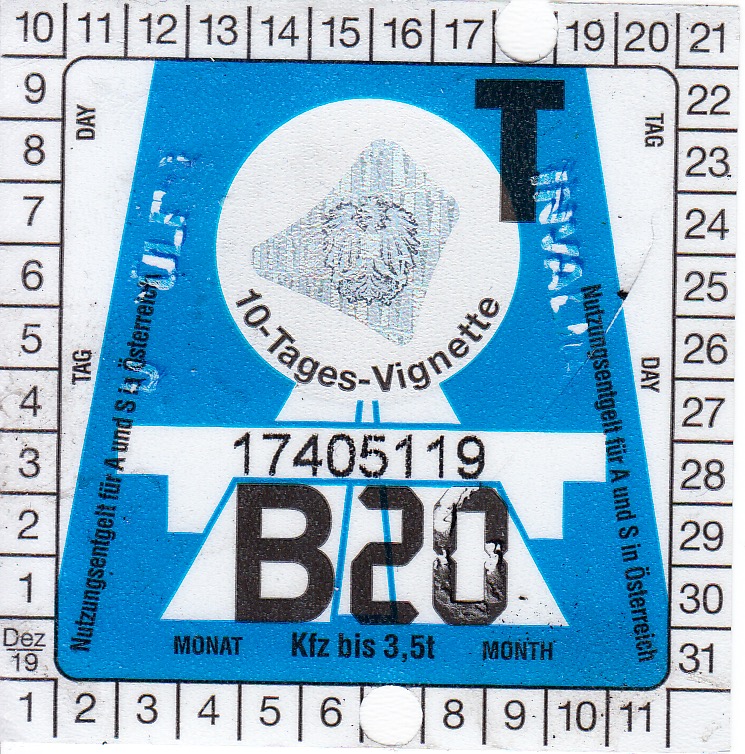 10 11 12 13 14 15 16 17 19 20 21
9
8
7
6
5
4
3
2
1
Dez
19
22
23
24
25
26
27
28
29
30
31
DAY
TAG
TAG
DAY
T
10-Tages-Vignette
Nutzungsentgelt für A und S in Österreich
Nutzungsentgelt für A und S in Österreich
17405119
B20
MONAT Kfz bis 3,5t MONTH
1 2 3 4 5 6 8 9 10 11